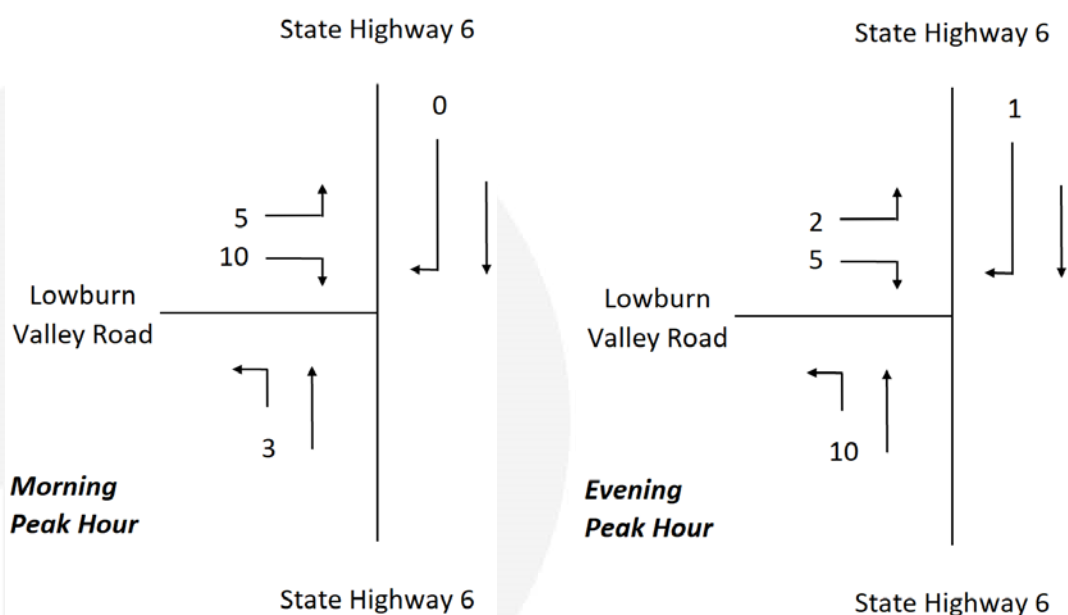 State Highway 6
0
5
10
Lowburn
Valley Road
3
Morning
Peak Hour
State Highway 6
State Highway 6
1
2
5
Lowburn
Valley Road
10
Evening
Peak Hour
State Highway 6